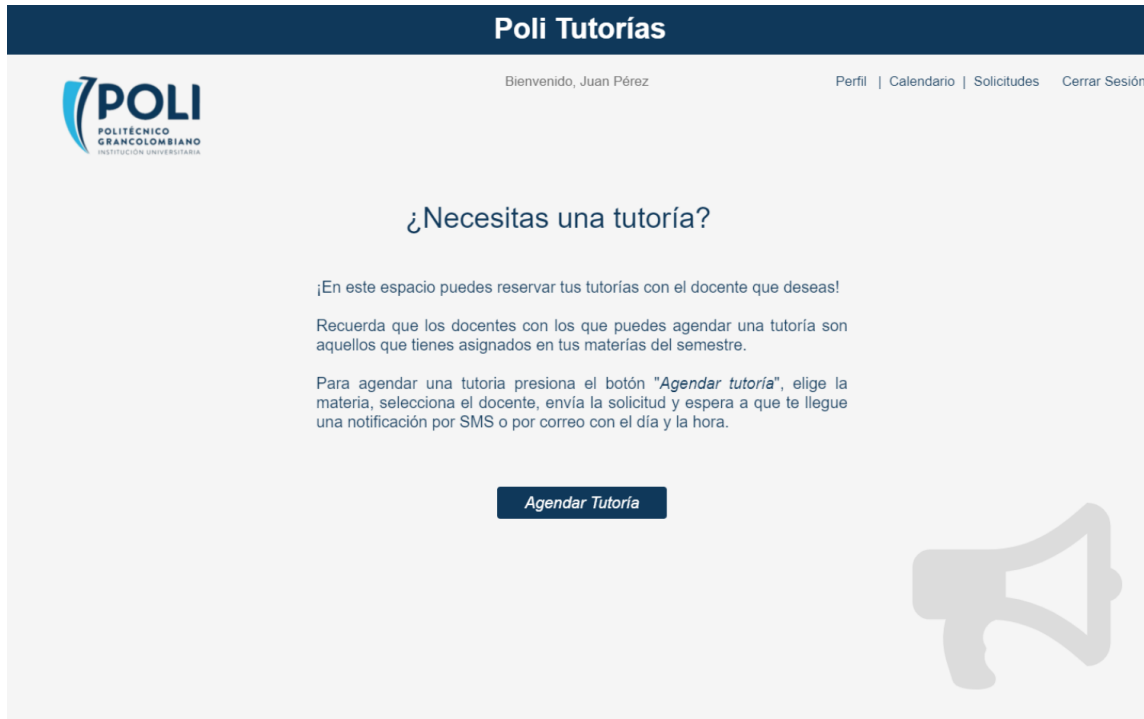 Poli Tutorías
Bienvenido, Juan Pérez
Perfil | Calendario | Solicitudes Cerrar Sesión
POLI
POLITÉCNICO
GRANCOLOMBIANO
INSTITUCIÓN UNIVERSITARIA
¿Necesitas una tutoría?
¡En este espacio puedes reservar tus tutorías con el docente que deseas!
Recuerda que los docentes con los que puedes agendar una tutoría son
aquellos que tienes asignados en tus materías del semestre.
Para agendar una tutoria presiona el botón "Agendar tutoría", elige la
materia, selecciona el docente, envía la solicitud y espera a que te llegue
una notificación por SMS o por correo con el día y la hora.
Agendar Tutoría